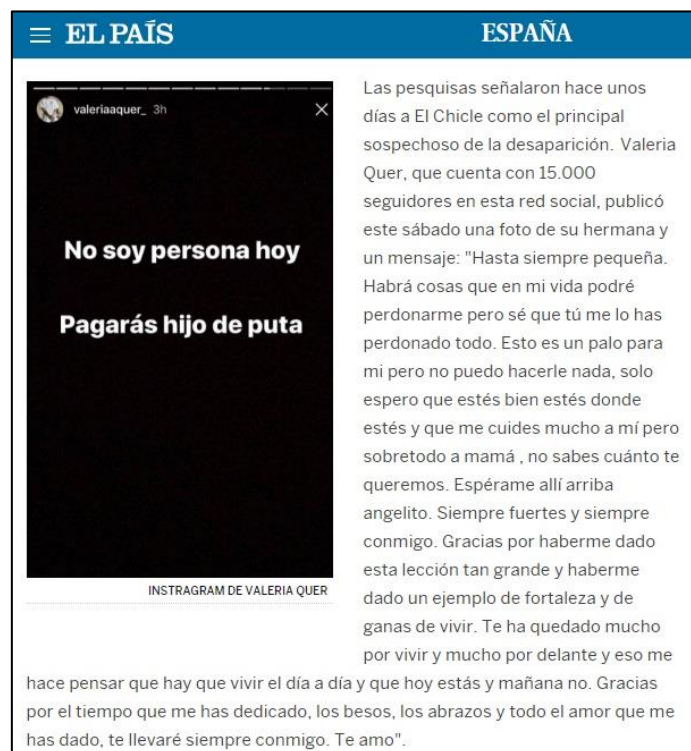 EL PAÍS
ESPAÑA
valeriaaquer_ 3h
No soy persona hoy
Pagarás hijo de puta
INSTRAGRAM DE VALERIA QUER
Las pesquisas señalaron hace unos
días a El Chicle como el principal
sospechoso de la desaparición. Valeria
Quer, que cuenta con 15.000
seguidores en esta red social, publicó
este sábado una foto de su hermana y
un mensaje: "Hasta siempre pequeña.
Habrá cosas que en mi vida podré
perdonarme pero sé que tú me lo has
perdonado todo. Esto es un palo para
mi pero no puedo hacerle nada, solo
espero que estés bien estés donde
estés y que me cuides mucho a mí pero
sobretodo a mamá , no sabes cuánto te
queremos. Espérame allí arriba
angelito. Siempre fuertes y siempre
conmigo. Gracias por haberme dado
esta lección tan grande y haberme
dado un ejemplo de fortaleza y de
ganas de vivir. Te ha quedado mucho
por vivir y mucho por delante y eso me
hace pensar que hay que vivir el día a día y que hoy estás y mañana no. Gracias
por el tiempo que me has dedicado, los besos, los abrazos y todo el amor que me
has dado, te llevaré siempre conmigo. Te amo".